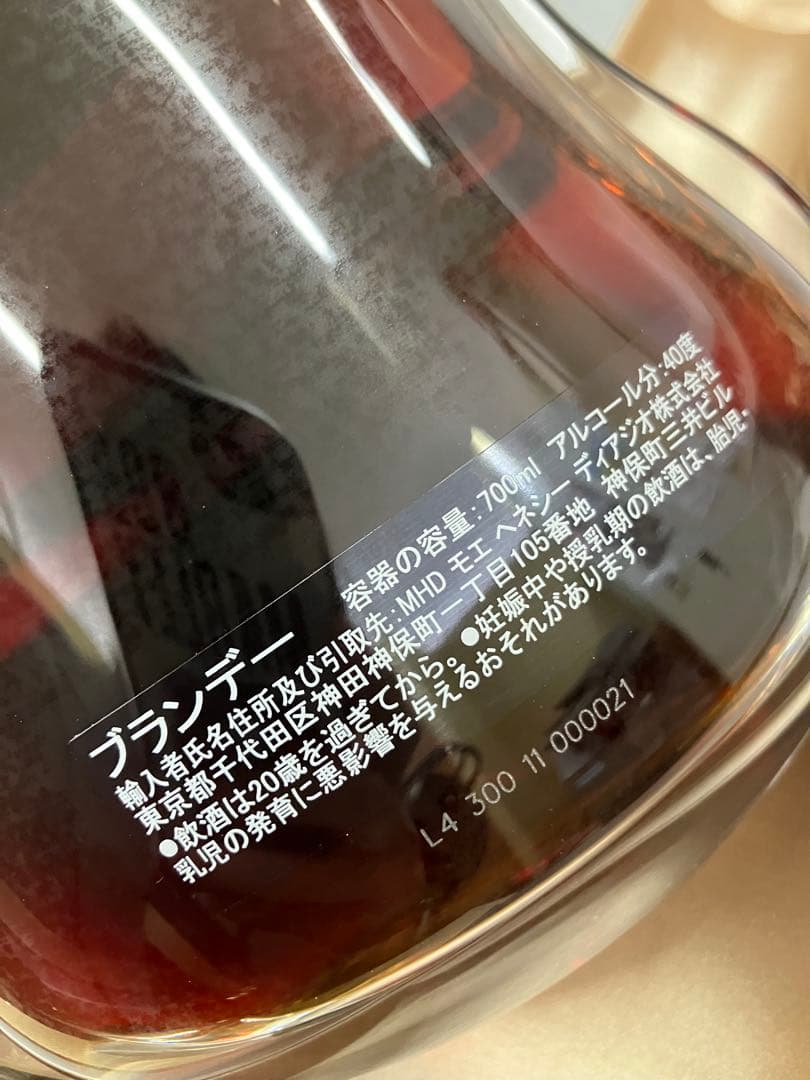 ブランデー 容器の容量:700ml アルコール分:40度
輸入者氏名住所及び引取先:MHD モエ ヘネシー ディアジオ株式会社
東京都千代田区神田神保町一丁目105番地 神保町三井ビル
●飲酒は20歳を過ぎてから。●妊娠中や授乳期の飲酒は、胎児・
乳児の発育に悪影響を与えるおそれがあります。
L4 300 11 000021